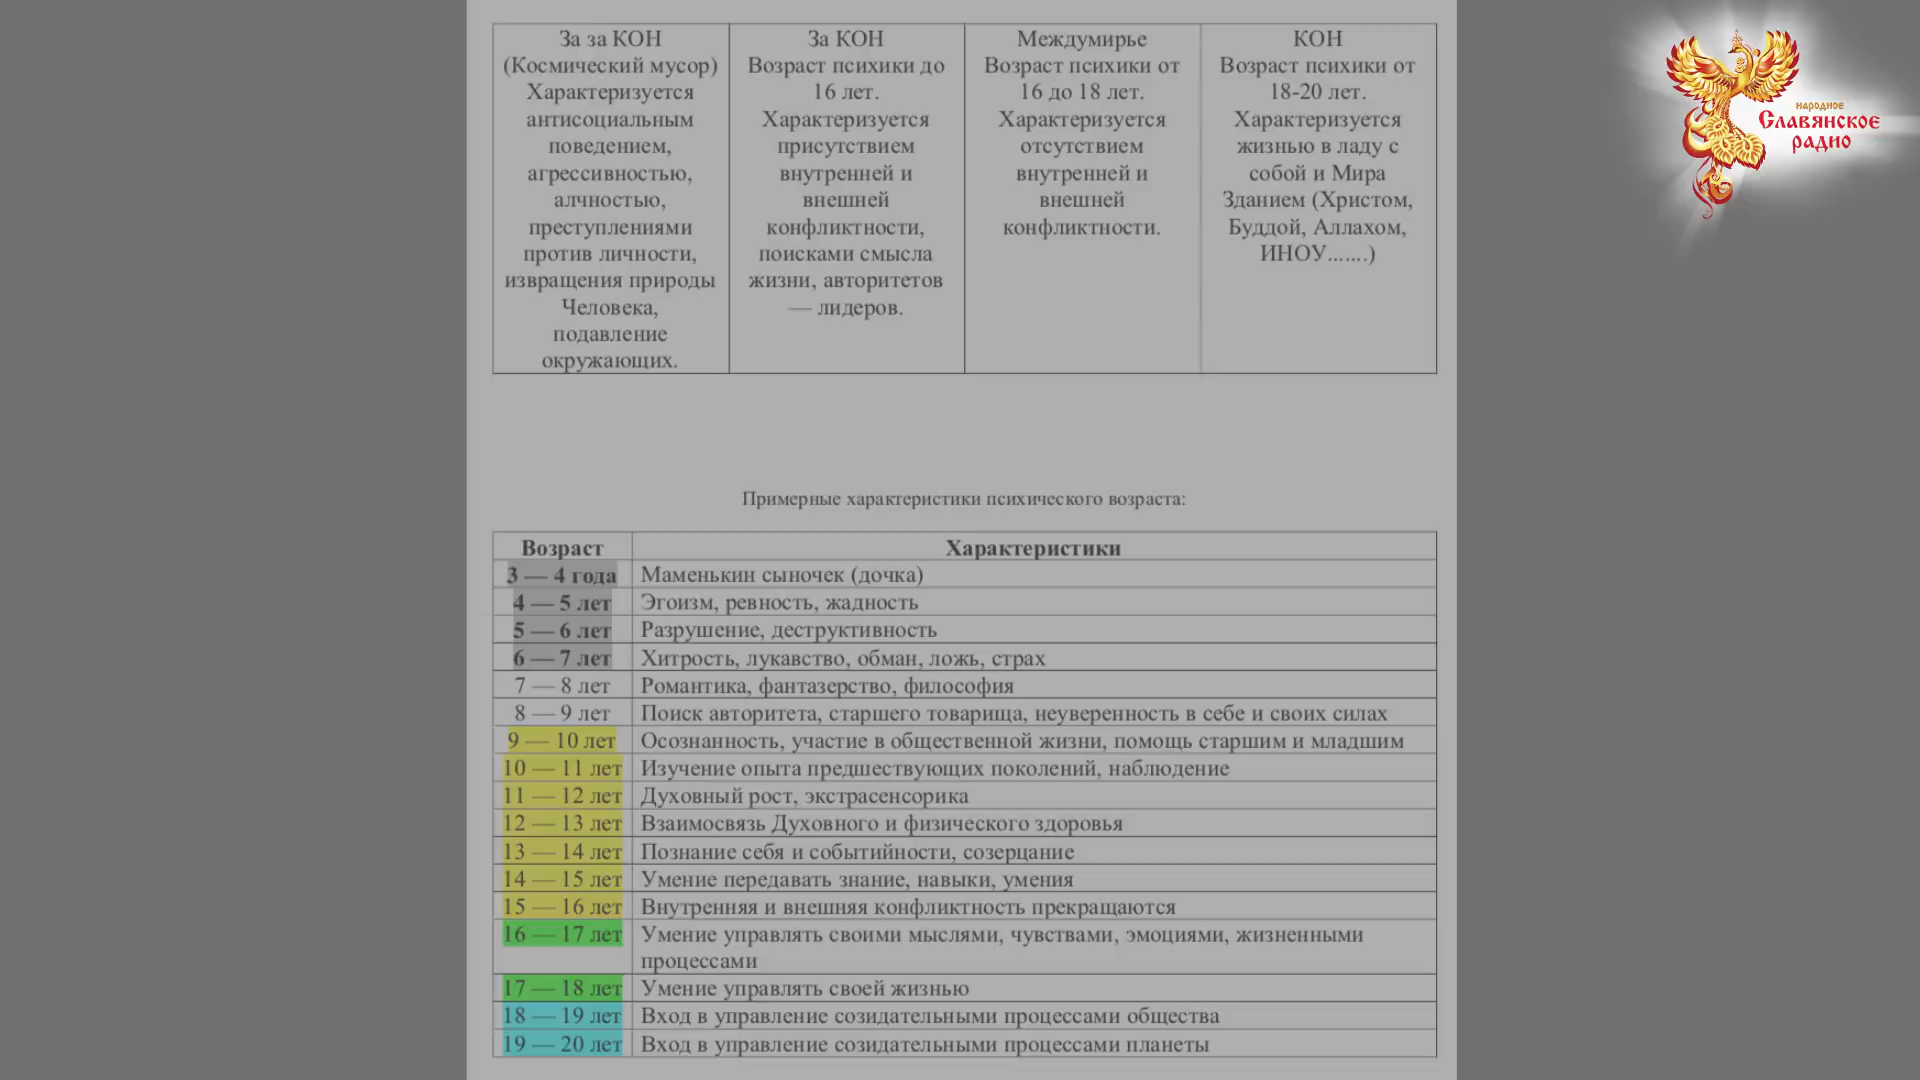 За за КОН
(Космический мусор)
Характеризуется
антисоциальным
поведением,
агрессивностью,
алчностью,
преступлениями
против личности,
извращения природы
Человека,
подавление
окружающих.
За КОН
Возраст психики до
16 лет.
Характеризуется
присутствием
внутренней и
внешней
конфликтности,
поисками смысла
жизни, авторитетов
— лидеров.
Междумирье
Возраст психики от
16 до 18 лет.
Характеризуется
отсутствием
внутренней и
внешней
конфликтности.
КОН
Возраст психики от
18-20 лет.
Характеризуется
жизнью в ладу с
собой и Мира
Зданием (Христом,
Буддой, Аллахом,
ИНОУ.......)
народное
Славянское
радио
Примерные характеристики психического возраста:
Возраст Характеристики
3 — 4 года Маменькин сыночек (дочка)
4 — 5 лет Эгоизм, ревность, жадность
5 — 6 лет Разрушение, деструктивность
6 — 7 лет Хитрость, лукавство, обман, ложь, страх
7 — 8 лет Романтика, фантазерство, философия
8 — 9 лет Поиск авторитета, старшего товарища, неуверенность в себе и своих силах
9 — 10 лет Осознанность, участие в общественной жизни, помощь старшим и младшим
10 — 11 лет Изучение опыта предшествующих поколений, наблюдение
11 — 12 лет Духовный рост, экстрасенсорика
12 — 13 лет Взаимосвязь Духовного и физического здоровья
13 — 14 лет Познание себя и событийности, созерцание
14 — 15 лет Умение передавать знание, навыки, умения
15 — 16 лет Внутренняя и внешняя конфликтность прекращаются
16 — 17 лет Умение управлять своими мыслями, чувствами, эмоциями, жизненными
процессами
17 — 18 лет Умение управлять своей жизнью
18 — 19 лет Вход в управление созидательными процессами общества
19 — 20 лет Вход в управление созидательными процессами планеты